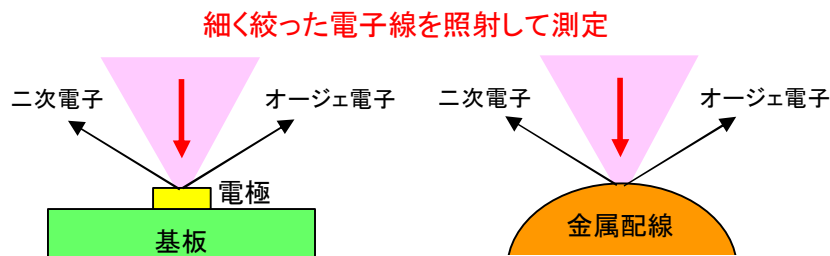 細く絞った電子線を照射して測定
二次電子
オージェ電子
二次電子
オージェ電子
電極
基板
金属配線